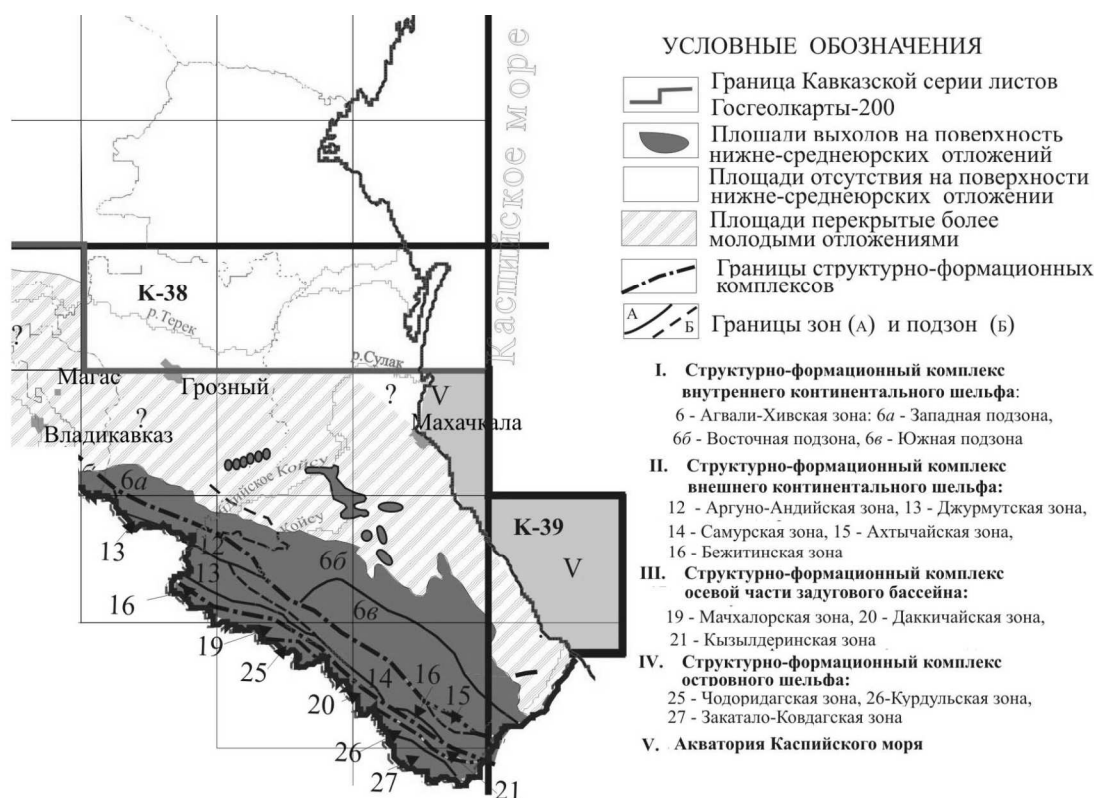 Каспийское море
К-38
р.Терек
р.Сулак
?
Магас
Грозный
?
?
V
Махачкала
Владикавказ
6а
Койсу
Койсу
13
12
13
6б
К-39
V
16
6в
19
25
14
16
15
20
26
27
21
УСЛОВНЫЕ ОБОЗНАЧЕНИЯ
Граница Кавказской серии листов
Госгеолкарты-200
Площади выхолов на поверхность
нижне-среднеюрских отложений
Площади отсутствия на поверхности
нижне-среднеюрских отложении
Площади перекрытые более
молодыми отложениями
Границы структурно-формационных
комплексов
А
Б
Границы зон (А) и подзон (Б)
I. Структурно-формационный комплекс
внутреннего континентального шельфа:
6 - Агвали-Хивская зона: 6а - Западная подзона,
6б - Восточная подзона, 6в - Южная подзона
II. Структурно-формационный комплекс
внешнего континентального шельфа:
12 - Аргуно-Андийская зона, 13 - Джурмутская зона,
14 - Самурская зона, 15 - Ахтычайская зона,
16 - Бежитинская зона
III. Структурно-формационный комплекс
осевой части задугового бассейна:
19 - Мачхалорская зона, 20 - Даккичайская зона,
21 - Кызылдеринская зона
IV. Структурно-формационный комплекс
островного шельфа:
25 - Чодоридагская зона, 26-Курдульская зона,
27 - Закатало-Ковдагская зона
V. Акватория Каспийского моря